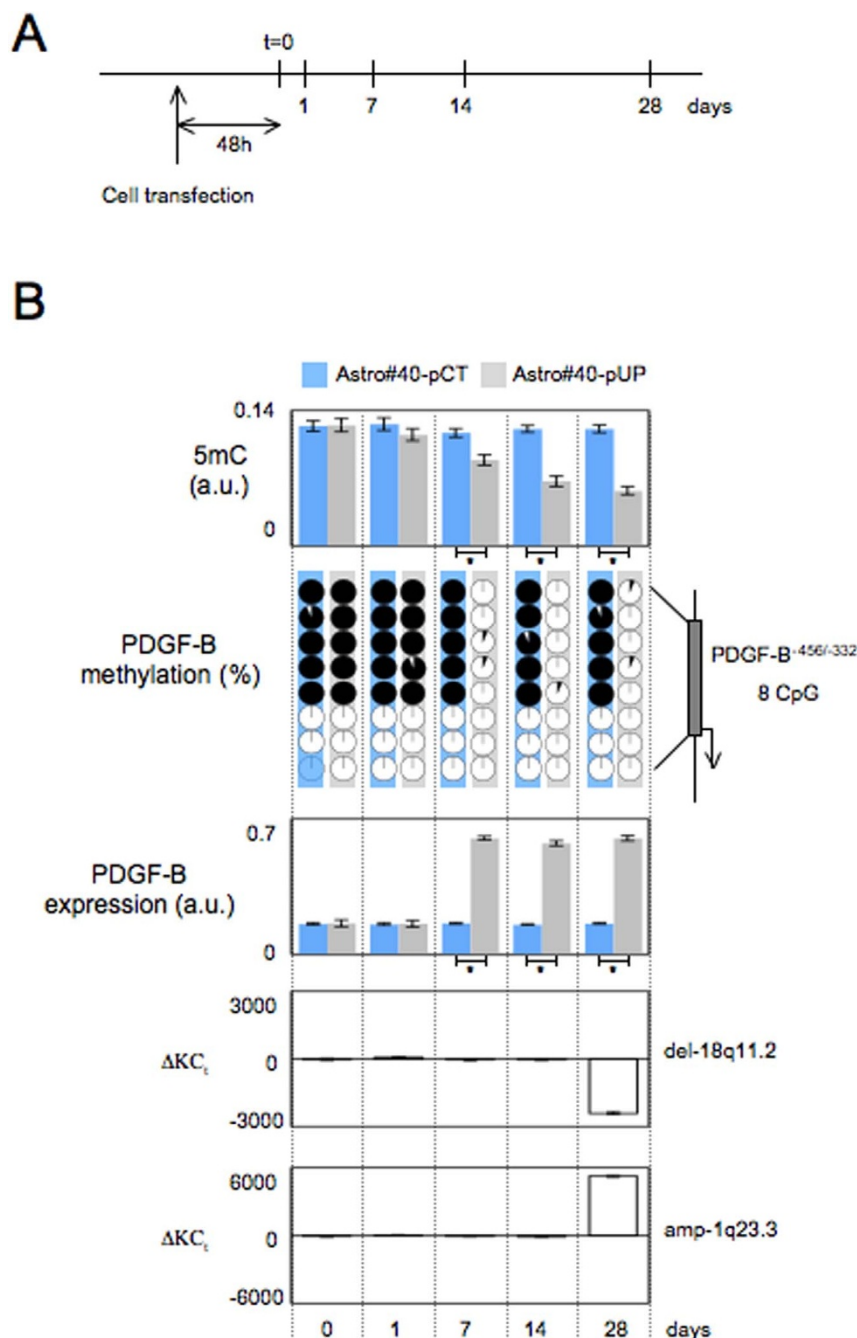 A
t=0
1 7 14 28 days
48h
Cell transfection
B
Astro#40-pCT Astro#40-pUP
0.14
5mC
(a.u.)
0
* * *
PDGF-B
methylation (%)
PDGF-B-456/-332
8 CpG
0.7
PDGF-B
expression (a.u.)
0
* * *
3000
del-18q11.2
ΔKCt 0
-3000
6000
amp-1q23.3
ΔKCt 0
-6000
0 1 7 14 28 days